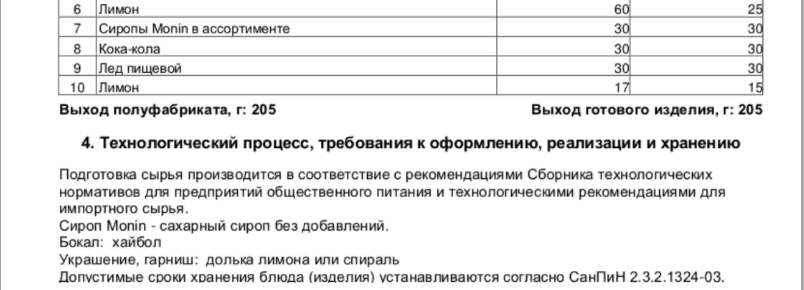 6 Лимон 60 25
7 Сиропы Monin в ассортименте 30 30
8 Кока-кола 30 30
9 Лед пищевой 30 30
10 Лимон 17 15
Выход полуфабриката, г: 205 Выход готового изделия, г: 205
4. Технологический процесс, требования к оформлению, реализации и хранению
Подготовка сырья производится в соответствие с рекомендациями Сборника технологических
нормативов для предприятий общественного питания и технологическими рекомендациями для
импортного сырья.
Сироп Monin - сахарный сироп без добавлений.
Бокал: хайбол
Украшение, гарниш: долька лимона или спираль
Допустимые сроки хранения блюда (изделия) устанавливаются согласно СанПиН 2.3.2.1324-03.